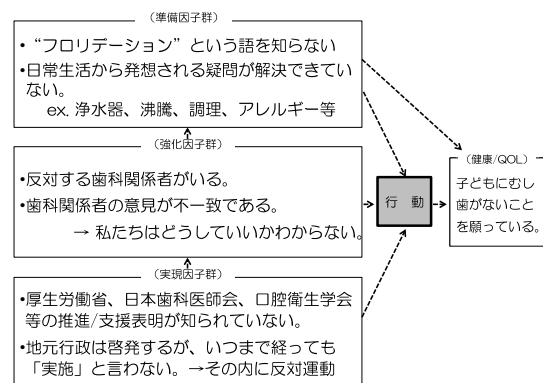 （準備因子群）
・“フロリデーション”という語を知らない
・日常生活から発想される疑問が解決できてい
ない。
ex. 浄水器、沸騰、調理、アレルギー等
（強化因子群）
・反対する歯科関係者がいる。
・歯科関係者の意見が不一致である。
→ 私たちはどうしていいかわからない。
（実現因子群）
・厚生労働省、日本歯科医師会、口腔衛生学会
等の推進/支援表明が知られていない。
・地元行政は啓発するが、いつまで経っても
「実施」と言わない。→その内に反対運動
行 動
（健康/QOL）
子どもにむし
歯がないこと
を願っている。